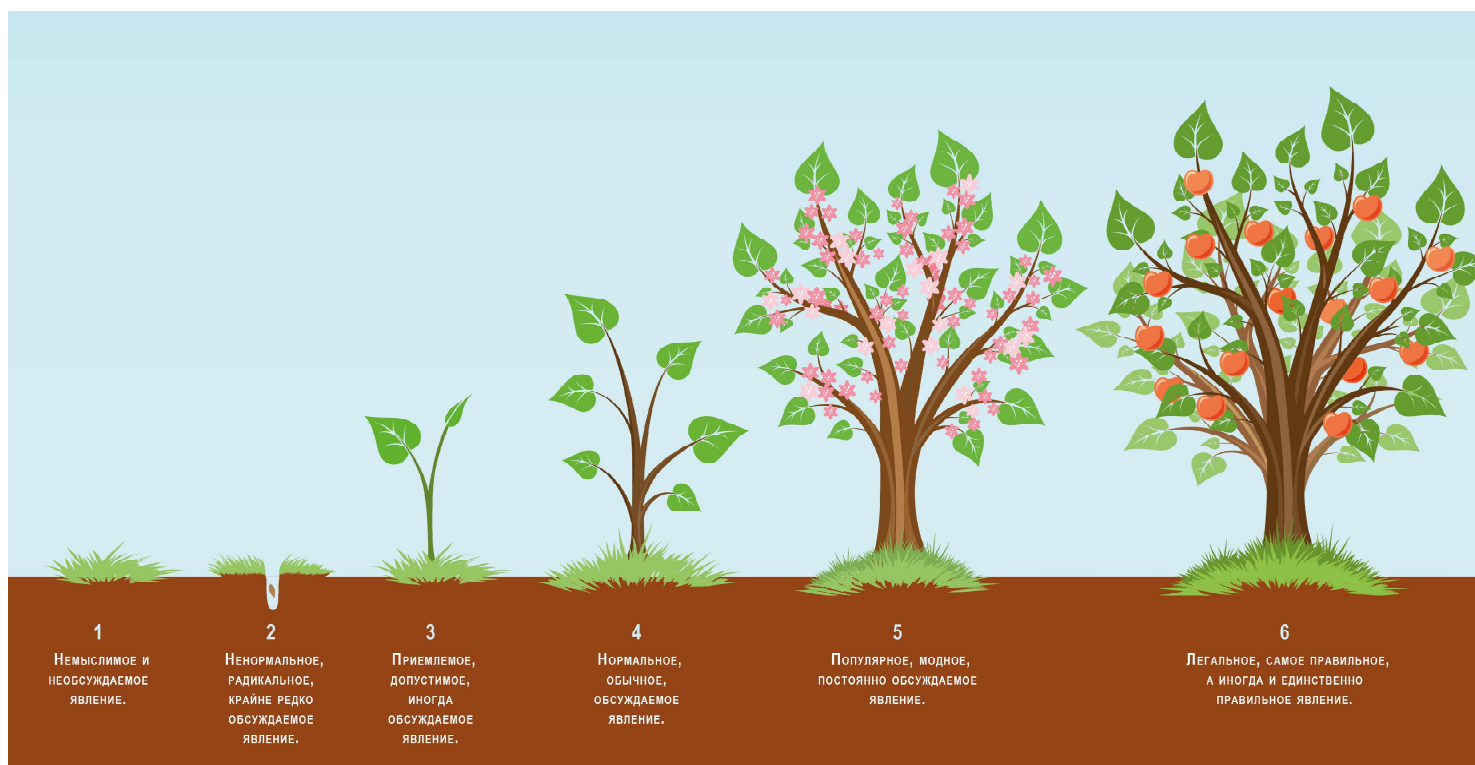 1
Немыслимое и
необсуждаемое
явление.
2
Ненормальное,
радикальное,
крайне редко
обсуждаемое
явление.
3
Приемлемое,
допустимое,
иногда
обсуждаемое
явление.
4
Нормальное,
обычное,
обсуждаемое
явление.
5
Популярное, модное,
постоянно обсуждаемое
явление.
6
Легальное, самое правильное,
а иногда и единственно
правильное явление.